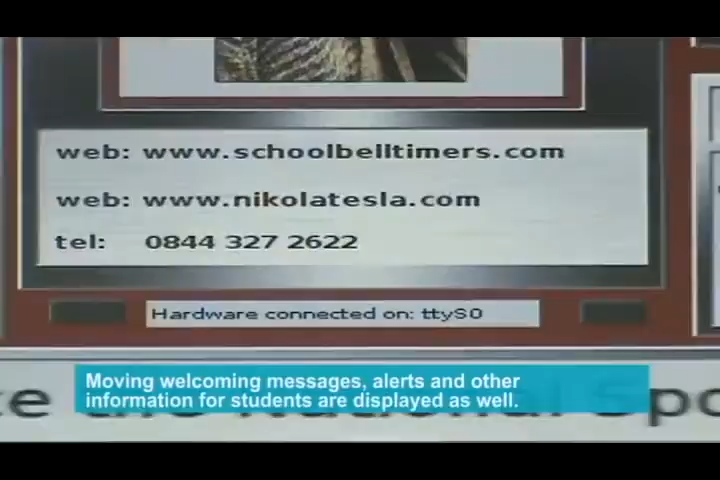 web: www.schoolbelltimers.com
web: www.nikolatesla.com
tel: 0844 327 2622
Hardware connected on: ttyS0
Moving welcoming messages, alerts and other
information for students are displayed as well.